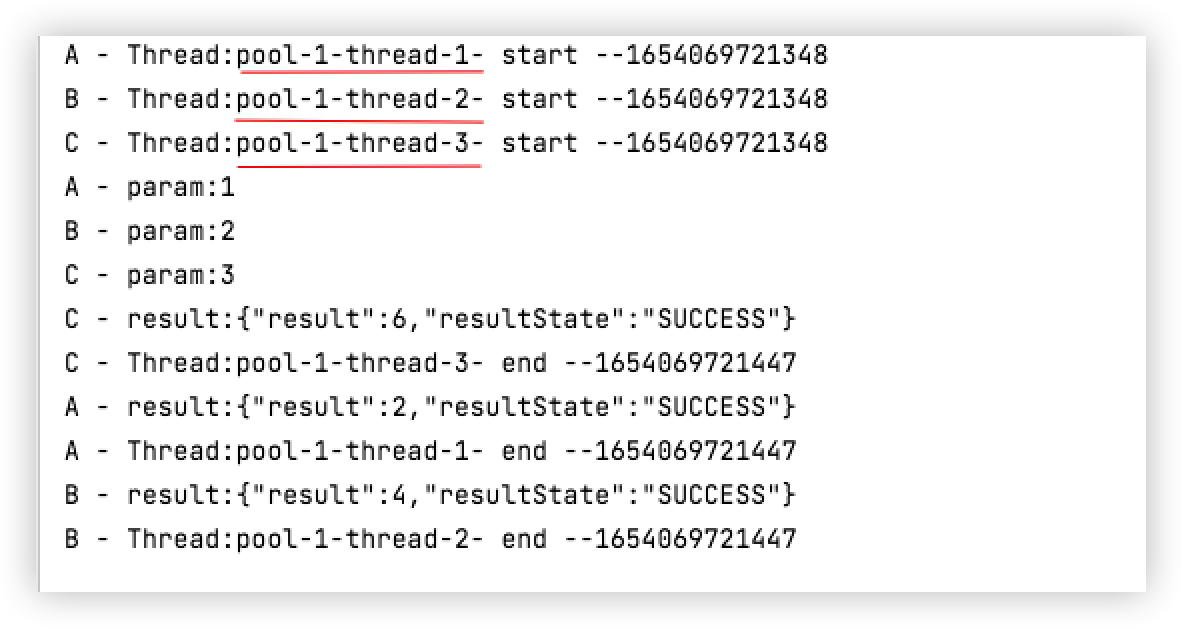 A - Thread:pool-1-thread-1- start --1654069721348
B - Thread:pool-1-thread-2- start --1654069721348
C - Thread:pool-1-thread-3- start --1654069721348
A - param:1
B - param:2
C - param:3
C - result:{"result":6,"resultState":"SUCCESS"}
C - Thread:pool-1-thread-3- end --1654069721447
A - result:{"result":2,"resultState":"SUCCESS"}
A - Thread:pool-1-thread-1- end --1654069721447
B - result:{"result":4,"resultState":"SUCCESS"}
B - Thread:pool-1-thread-2- end --1654069721447